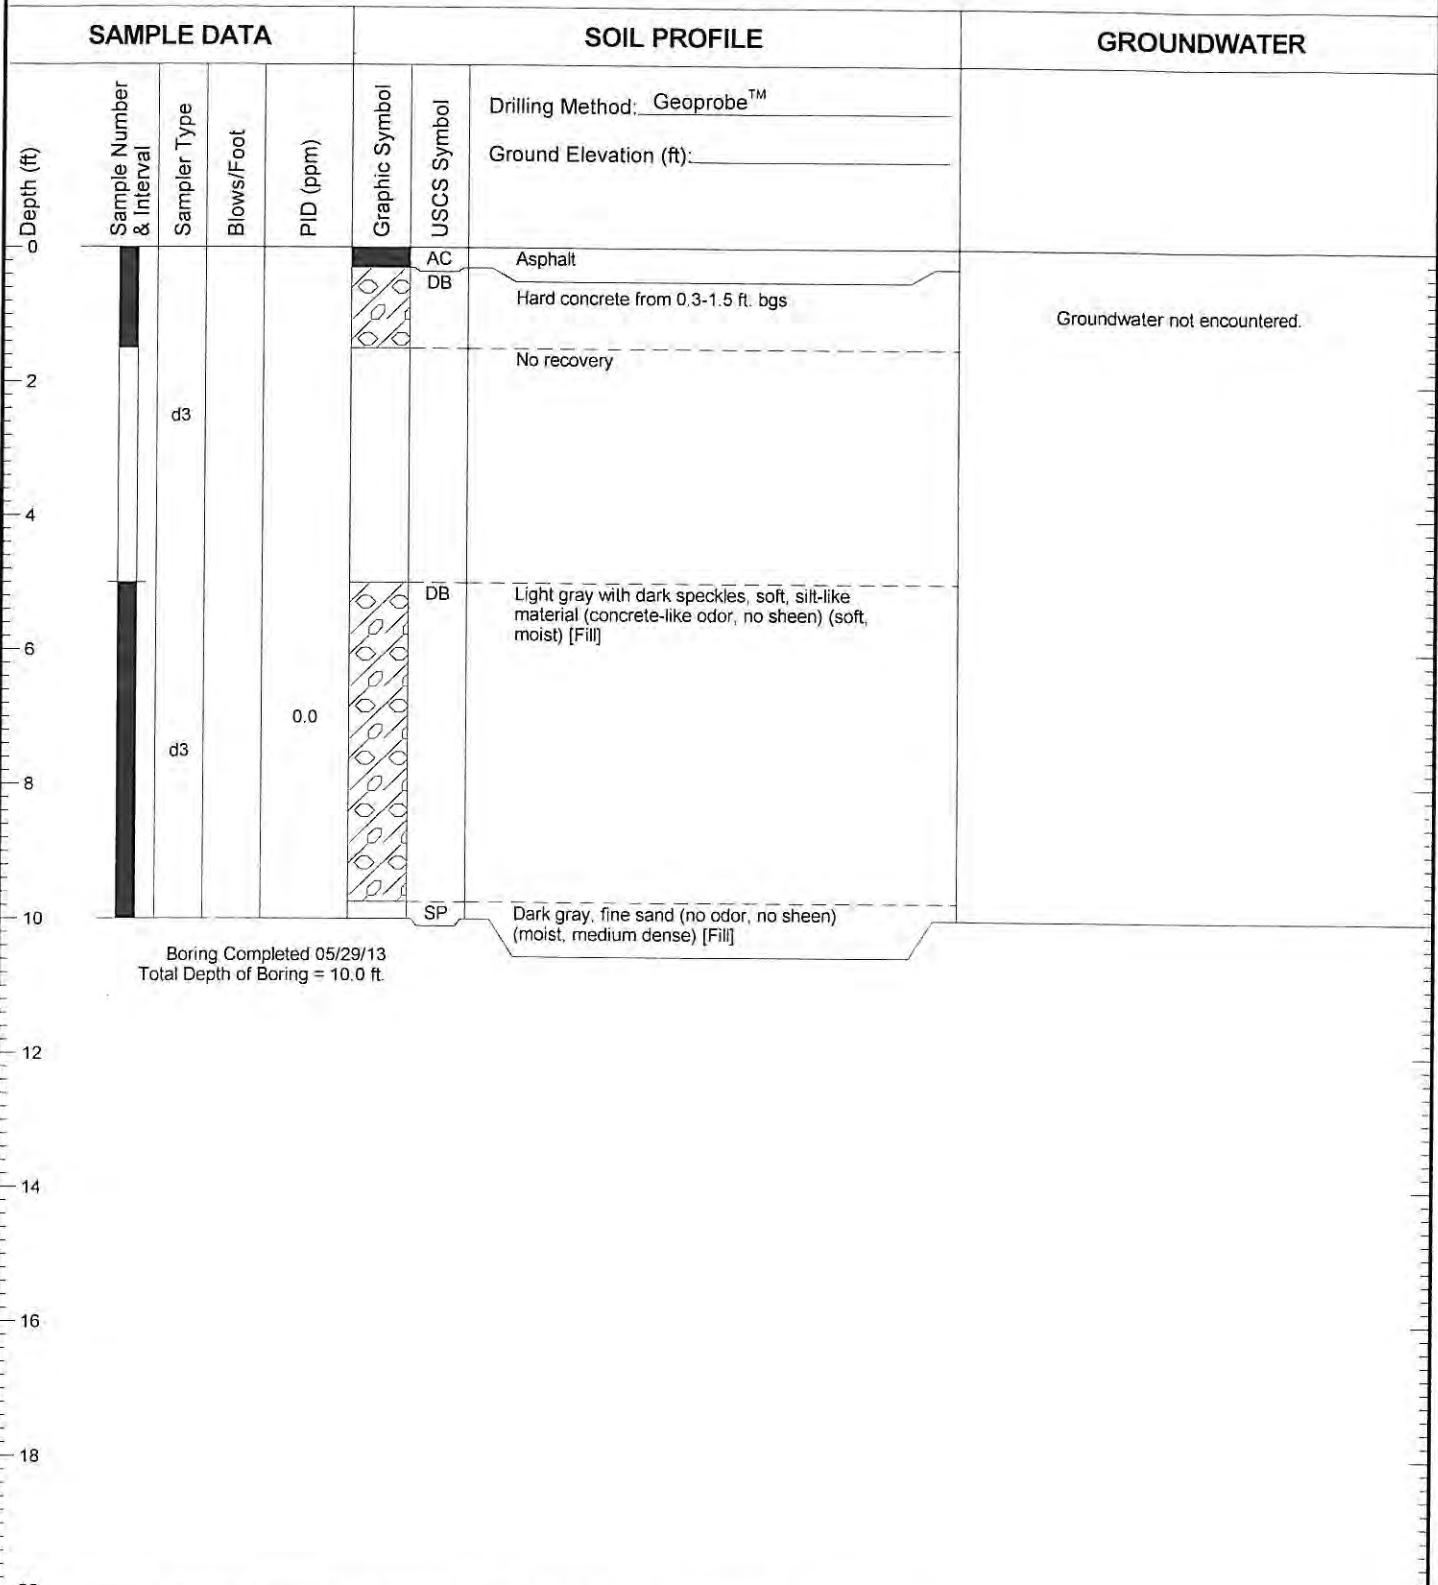 SAMPLE DATA
SOIL PROFILE
GROUNDWATER
Depth (ft)
Sample Number
& Interval
Sampler Type
Blows/Foot
PID (ppm)
Graphic Symbol
USCS Symbol
Drilling Method: Geoprobe™
Ground Elevation (ft):
0
AC
Asphalt
DB
Hard concrete from 0.3-1.5 ft. bgs
Groundwater not encountered.
No recovery
2
d3
4
DB
Light gray with dark speckles, soft, silt-like
material (concrete-like odor, no sheen) (soft,
moist) [Fill]
6
0.0
d3
8
10
SP
Dark gray, fine sand (no odor, no sheen)
(moist, medium dense) [Fill]
Boring Completed 05/29/13
Total Depth of Boring = 10.0 ft.
12
14
16
18